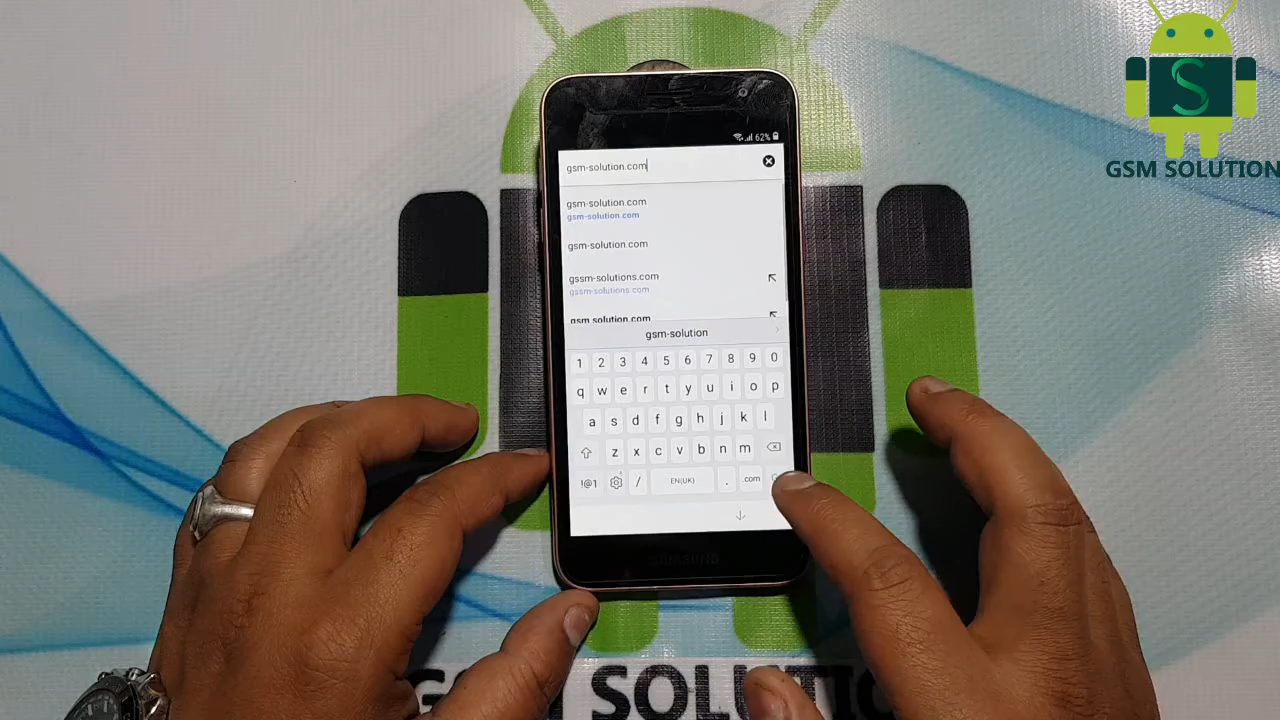 62%
gsm-solution.com
gsm-solution.com
gsm-solution.com
gsm-solution.com
gssm-solutions.com
gssm-solutions.com
gsm solution.com
gsm-solution
1 2 3 4 5 6 7 8 9 0
q w e r t y u i o p
a s d f g h j k l
z x c v b n m
!@1 / EN(UK) . .com
SAMSUNG
S
GSM SOLUTION
GSM SOLUTIO